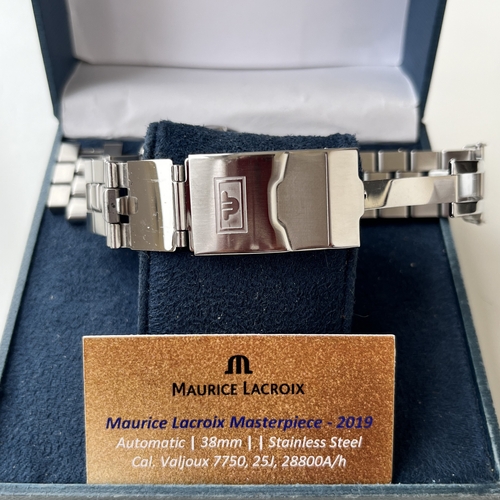 MAURICE LACROIX
Maurice Lacroix Masterpiece - 2019
Automatic | 38mm | | Stainless Steel
Cal. Valjoux 7750, 25J, 28800A/h